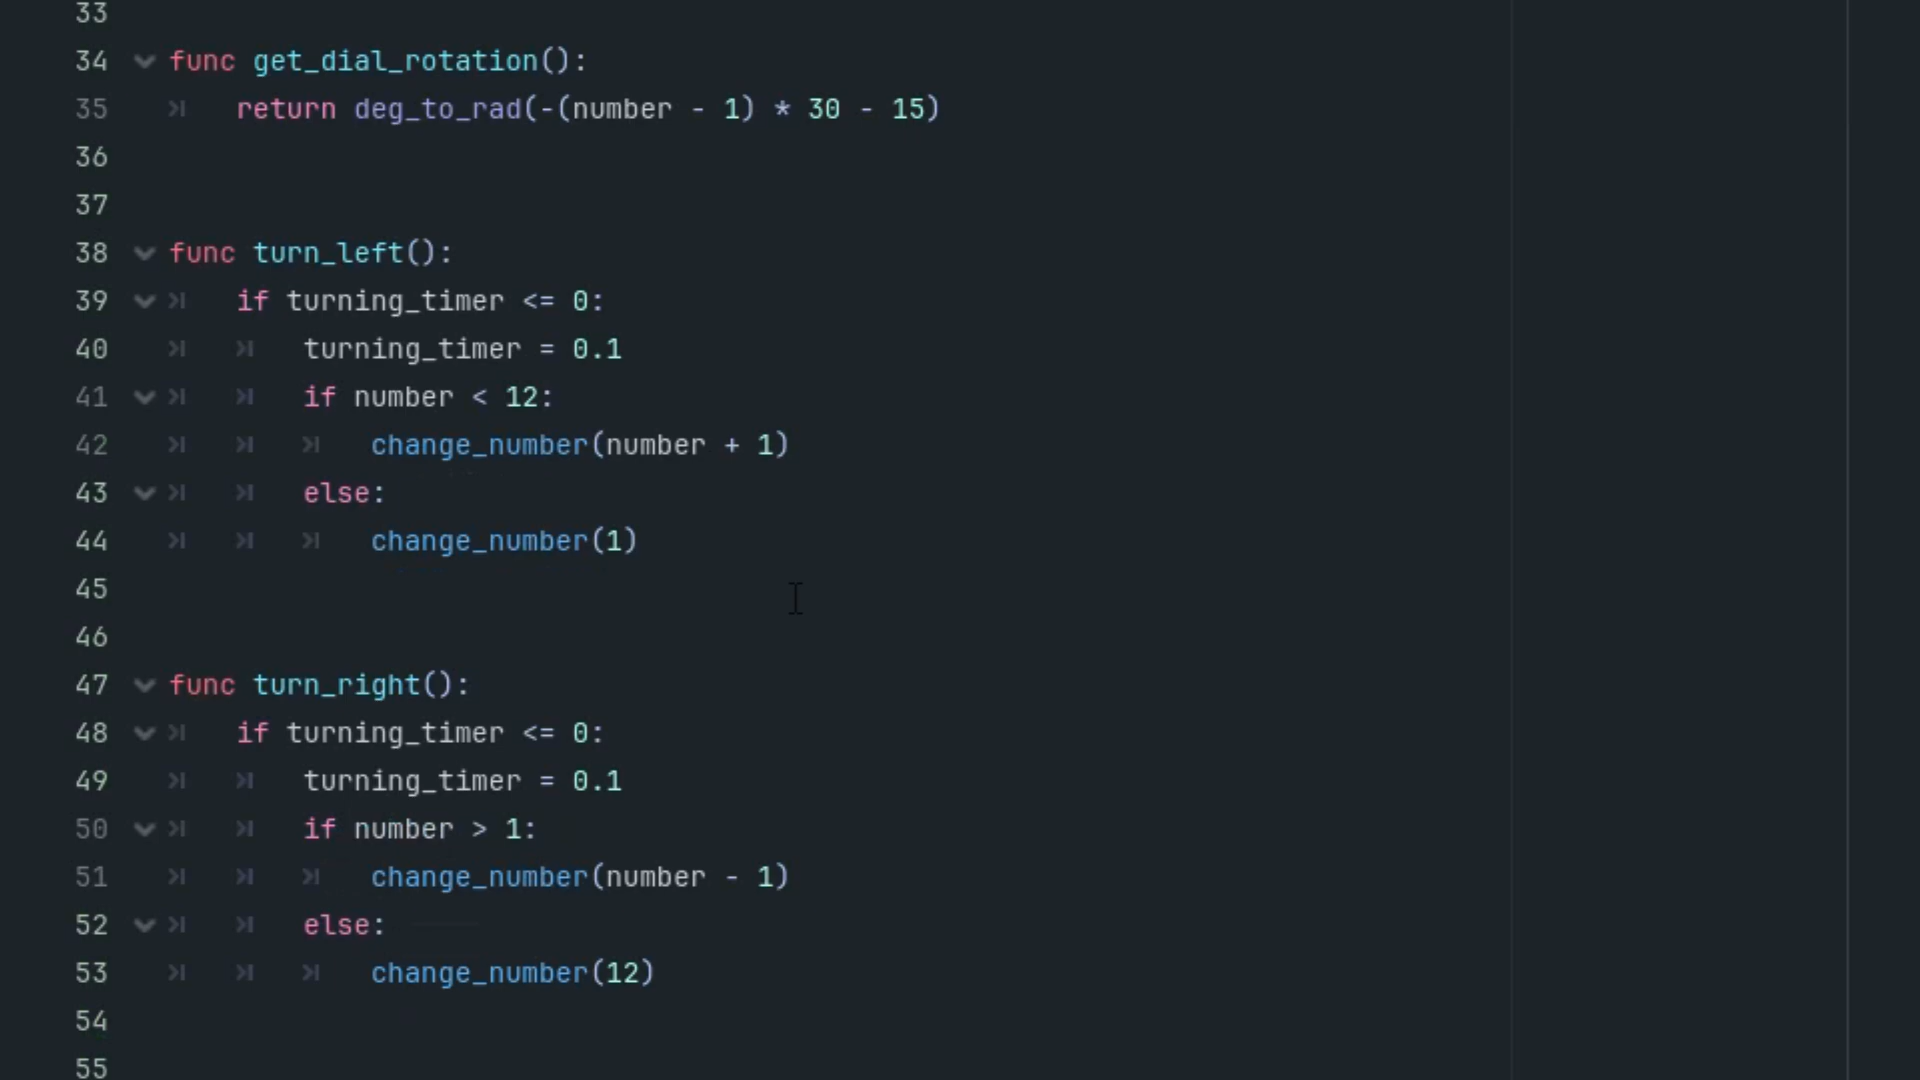 33
34 func get_dial_rotation():
35 return deg_to_rad(-(number - 1) * 30 - 15)
36
37
38 func turn_left():
39 if turning_timer <= 0:
40 turning_timer = 0.1
41 if number < 12:
42 change_number(number + 1)
43 else:
44 change_number(1)
45
46
47 func turn_right():
48 if turning_timer <= 0:
49 turning_timer = 0.1
50 if number > 1:
51 change_number(number - 1)
52 else:
53 change_number(12)
54
55